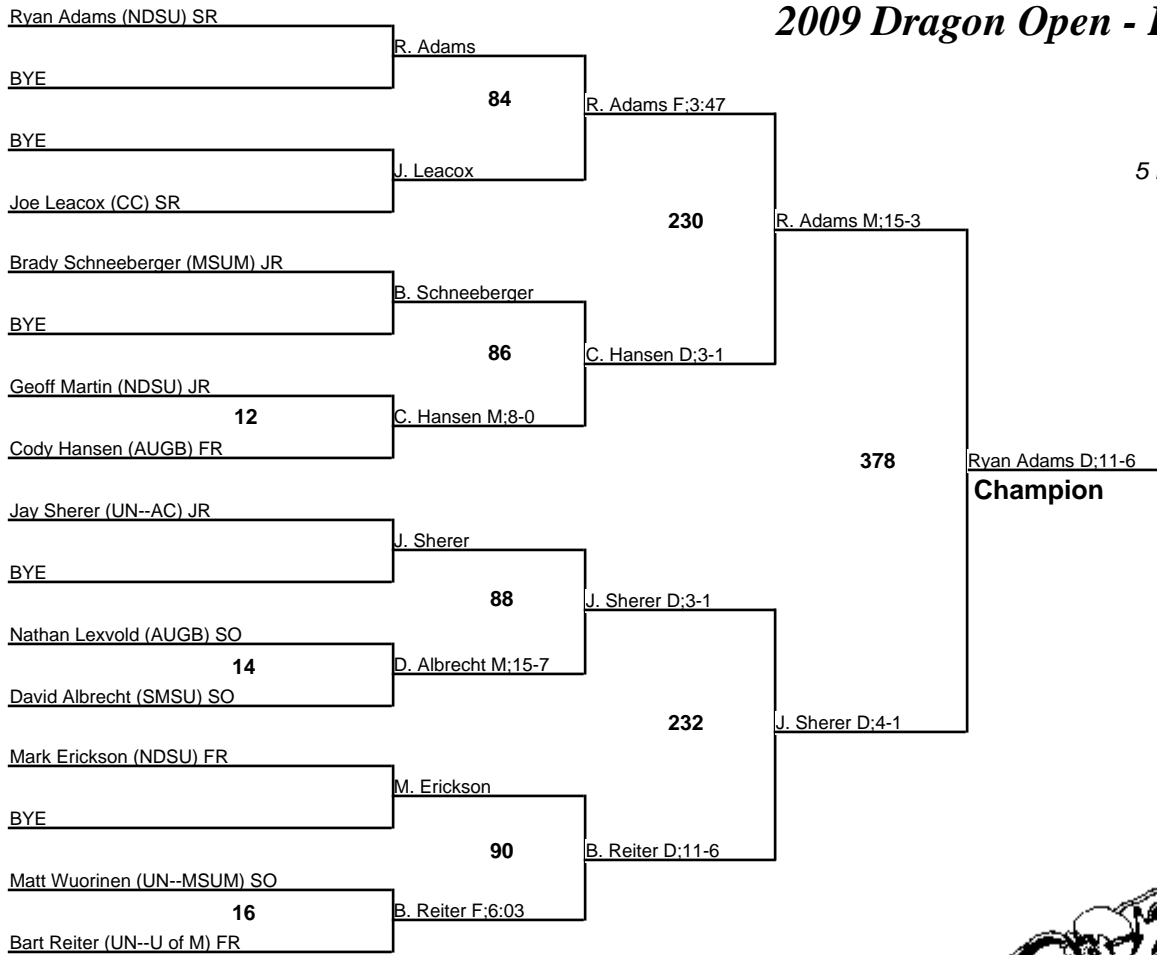 2009 Dragon Open -
Ryan Adams (NDSU) SR
BYE
BYE
Joe Leacox (CC) SR
Brady Schneeberger (MSUM) JR
BYE
Geoff Martin (NDSU) JR
12
Cody Hansen (AUGB) FR
Jay Sherer (UN--AC) JR
BYE
Nathan Lexvold (AUGB) SO
14
David Albrecht (SMSU) SO
Mark Erickson (NDSU) FR
BYE
Matt Wuorinen (UN--MSUM) SO
16
Bart Reiter (UN--U of M) FR
R. Adams
84
J. Leacox
B. Schneeberger
86
C. Hansen M;8-0
J. Sherer
88
D. Albrecht M;15-7
M. Erickson
90
B. Reiter F;6:03
R. Adams F;3:47
230
C. Hansen D;3-1
J. Sherer D;3-1
232
B. Reiter D;11-6
R. Adams M;15-3
378
J. Sherer D;4-1
Ryan Adams D;11-6
Champion
5